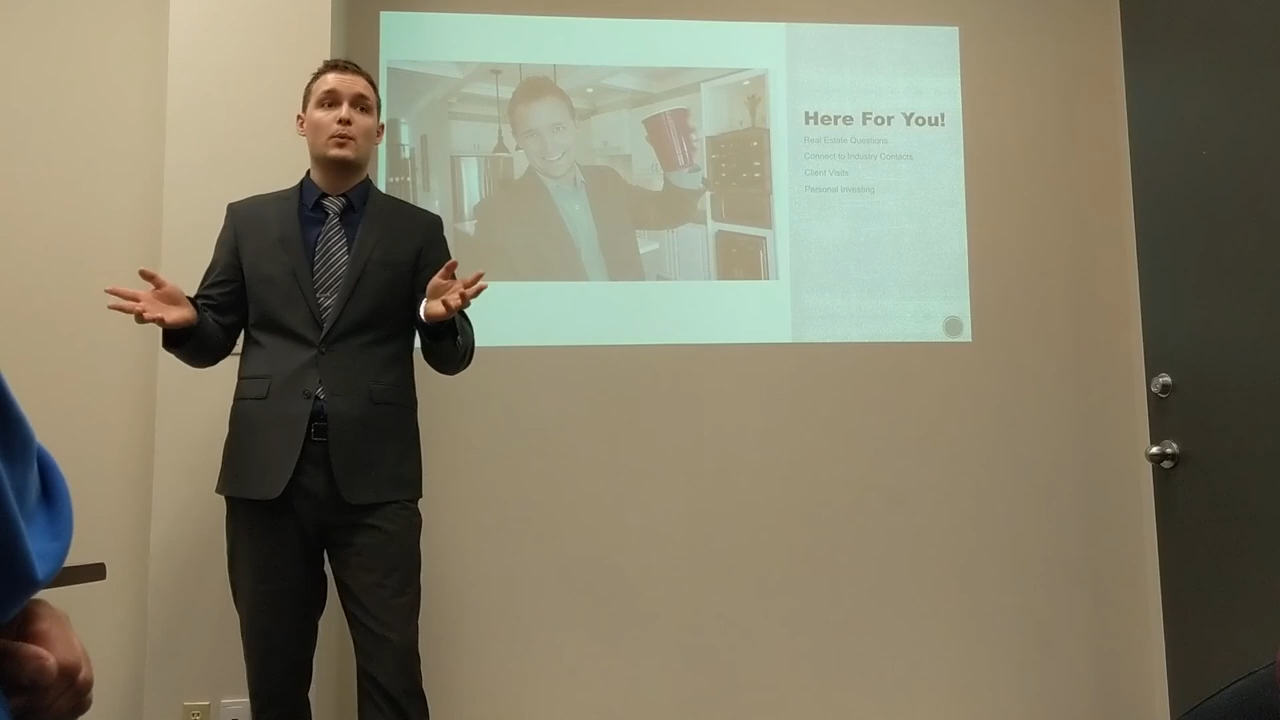 Here For You!
Real Estate Questions
Connect to Industry Contacts
Client Visits
Personal Investing